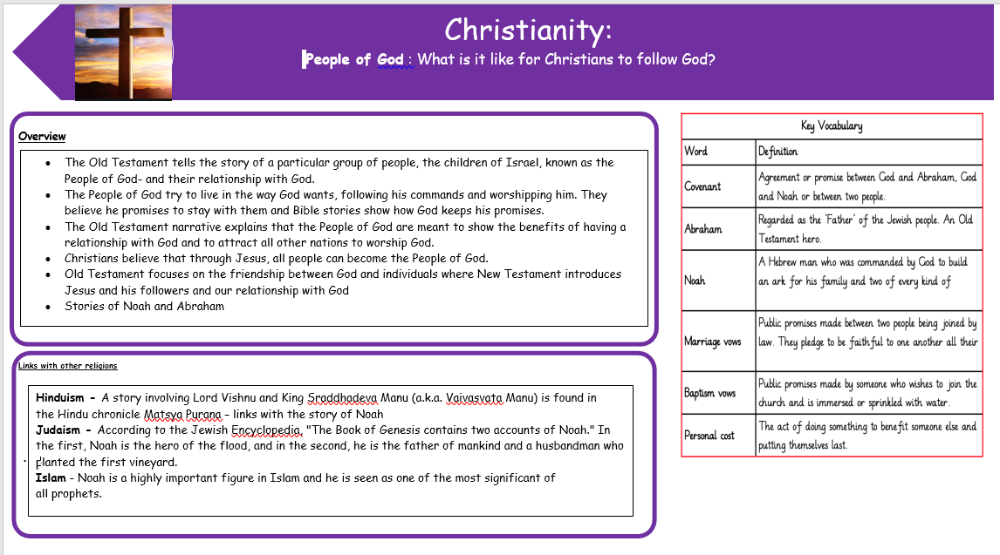 Christianity:
People of God : What is it like for Christians to follow God?
Overview
• The Old Testament tells the story of a particular group of people, the children of Israel, known as the
People of God- and their relationship with God.
• The People of God try to live in the way God wants, following his commands and worshipping him. They
believe he promises to stay with them and Bible stories show how God keeps his promises.
• The Old Testament narrative explains that the People of God are meant to show the benefits of having a
relationship with God and to attract all other nations to worship God.
• Christians believe that through Jesus, all people can become the People of God.
• Old Testament focuses on the friendship between God and individuals where New Testament introduces
Jesus and his followers and our relationship with God
• Stories of Noah and Abraham
Links with other religions
Hinduism - A story involving Lord Vishnu and King Sraddhadeva Manu (a.k.a. Vaivasvata Manu) is found in
the Hindu chronicle Matsya Purana – links with the story of Noah
Judaism - According to the Jewish Encyclopedia, "The Book of Genesis contains two accounts of Noah." In
the first, Noah is the hero of the flood, and in the second, he is the father of mankind and a husbandman who
planted the first vineyard.
Islam - Noah is a highly important figure in Islam and he is seen as one of the most significant of
all prophets.
Key Vocabulary
Word Definition
Covenant Agreement or promise between God and Abraham, God
and Noah or between two people.
Abraham Regarded as the 'Father' of the Jewish people. An Old
Testament hero.
Noah A Hebrew man who was commanded by God to build
an ark for his family and two of every kind of
Marriage vows Public promises made between two people being joined by
law. They pledge to be faithful to one another all their
Baptism vows Public promises made by someone who wishes to join the
church and is immersed or sprinkled with water.
Personal cost The act of doing something to benefit someone else and
putting themselves last.